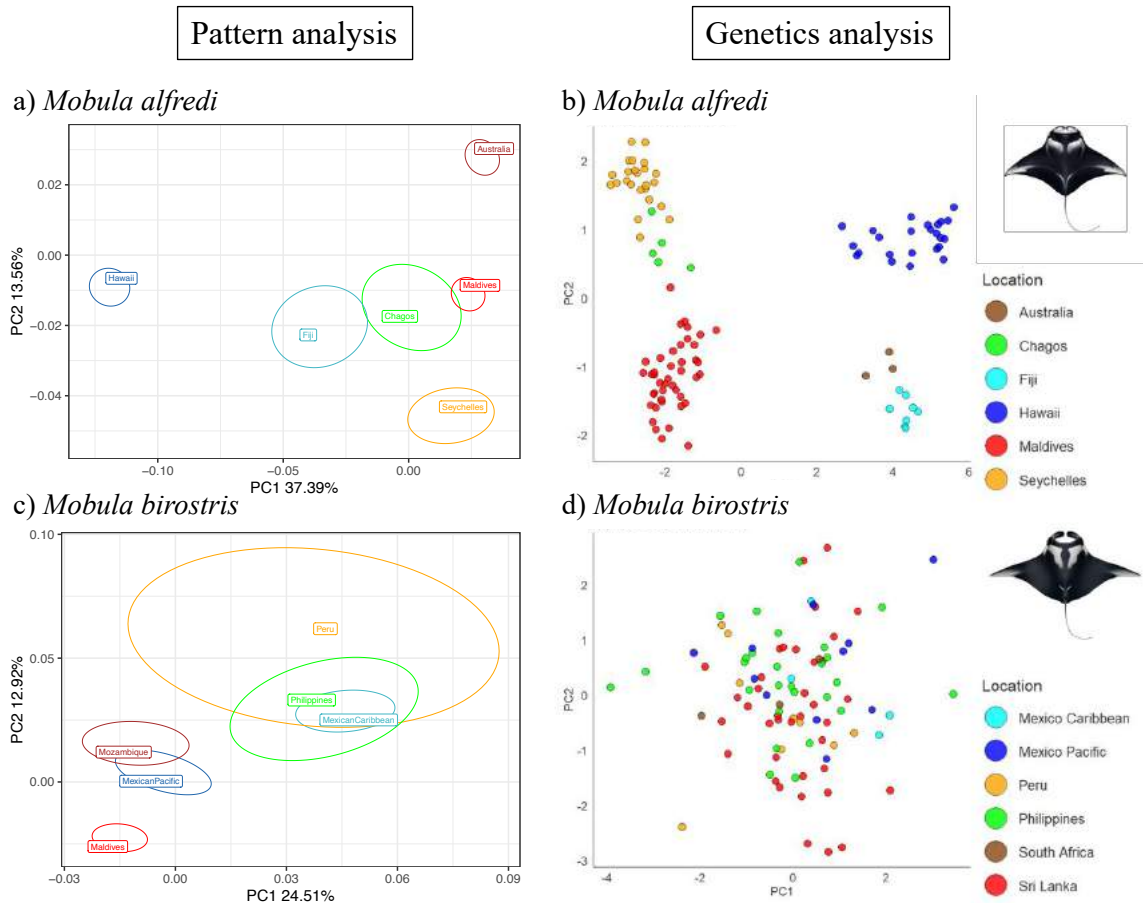 Pattern analysis
Genetics analysis
a) Mobula alfredi
b) Mobula alfredi
PC2 13.56%
0.02
0.00
−0.02
−0.04
Australia
Hawaii
Maldives
Chagos
Fiji
Seychelles
−0.10
−0.05
0.00
PC1 37.39%
PC2
2
1
0
-1
-2
-2
0
2
4
6
Location
Australia
Chagos
Fiji
Hawaii
Maldives
Seychelles
c) Mobula birostris
d) Mobula birostris
PC2 12.92%
0.10
0.05
0.00
Peru
Philippines
MexicanCaribbean
Mozambique
MexicanPacific
Maldives
−0.03
0.00
0.03
0.06
0.09
PC1 24.51%
PC2
2
1
0
-1
-2
-3
-4
-2
0
2
PC1
Location
Mexico Caribbean
Mexico Pacific
Peru
Philippines
South Africa
Sri Lanka